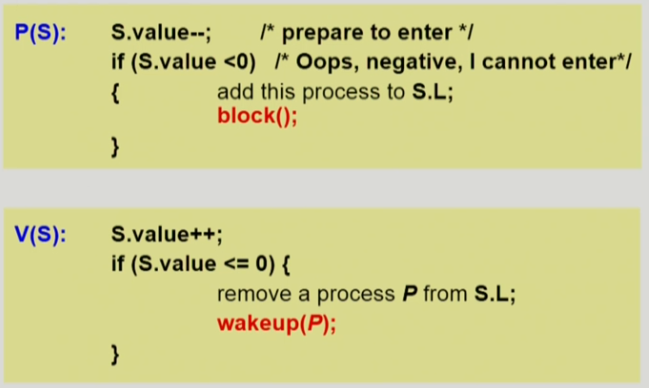 P(S): S.value--; /* prepare to enter */
if (S.value <0) /* Oops, negative, I cannot enter*/
{ add this process to S.L;
block();
}
V(S): S.value++;
if (S.value <= 0) {
remove a process P from S.L;
wakeup(P);
}